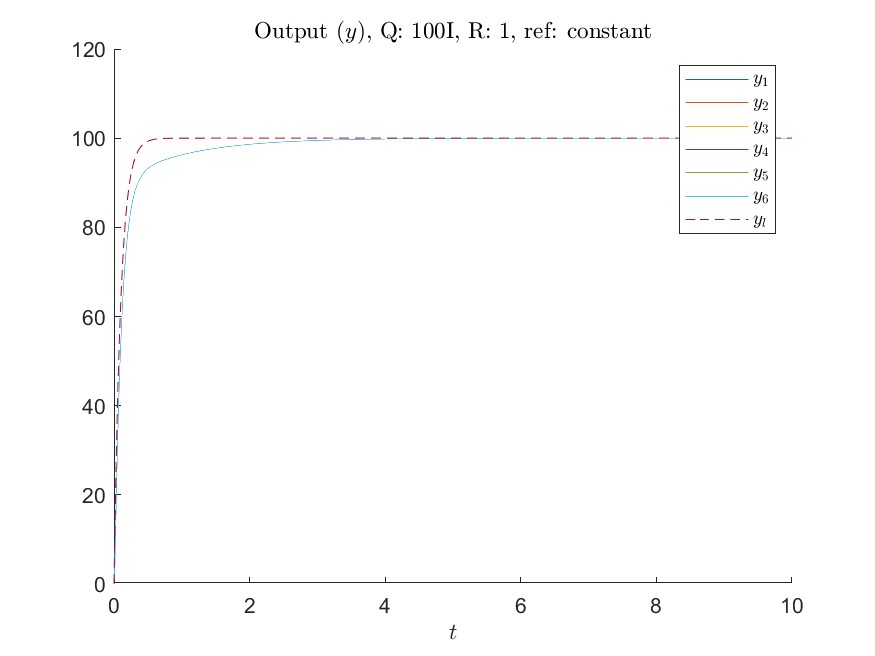 Output (y), Q: 100I, R: 1, ref: constant
120
100
80
60
40
20
0
y₁
y₂
y₃
y₄
y₅
y₆
yₗ
0 2 4 6 8 10
t